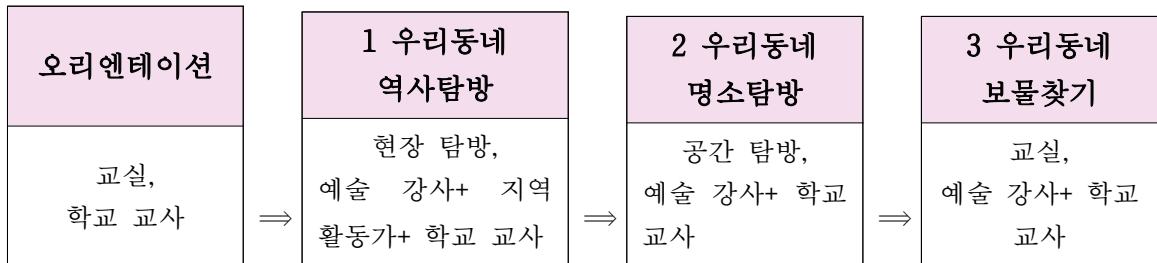 오리엔테이션
교실,
학교 교사
⇒
1 우리동네
역사탐방
현장 탐방,
예술 강사+ 지역
활동가+ 학교 교사
⇒
2 우리동네
명소탐방
공간 탐방,
예술 강사+ 학교
교사
⇒
3 우리동네
보물찾기
교실,
예술 강사+ 학교
교사